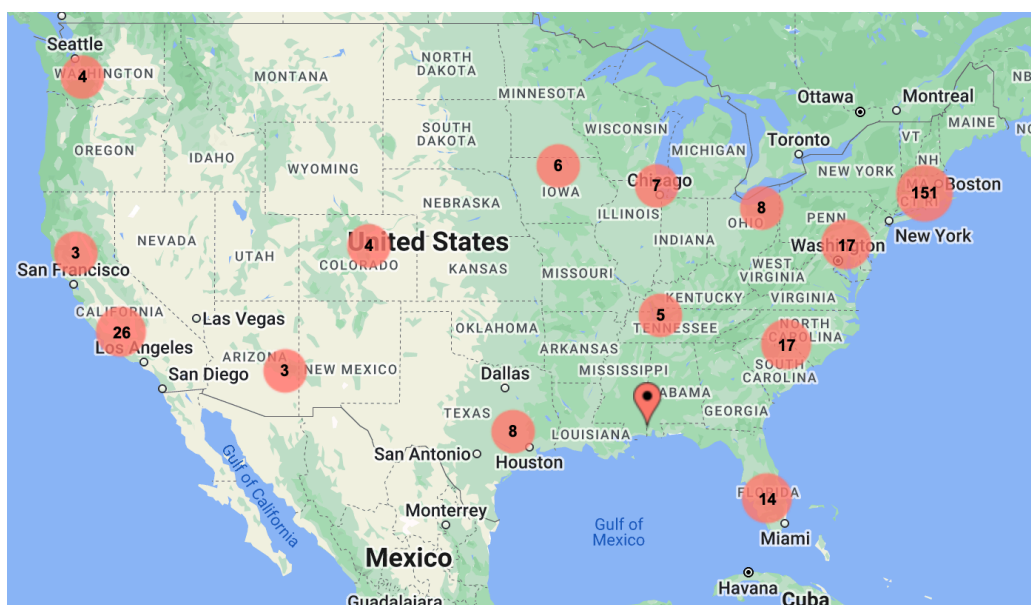 Seattle
4
WASHINGTON
MONTANA
NORTH
DAKOTA
MINNESOTA
Ottawa
Montreal
MAINE
NB
OREGON
IDAHO
SOUTH
DAKOTA
WISCONSIN
MICHIGAN
Toronto
VT
NH
NEW YORK
WYOMING
6
IOWA
Chicago
7
151
Boston
CT RI
NEBRASKA
ILLINOIS
8
OHIO
PENN
New York
NEVADA
UTAH
4
United States
COLORADO
KANSAS
MISSOURI
INDIANA
WEST
VIRGINIA
17
Washington
3
San Francisco
CALIFORNIA
26
Los Angeles
Las Vegas
KENTUCKY
VIRGINIA
5
TENNESSEE
NORTH
CAROLINA
17
SOUTH
CAROLINA
OKLAHOMA
ARKANSAS
ARIZONA
3
NEW MEXICO
San Diego
Dallas
MISSISSIPPI
ABAMA
GEORGIA
TEXAS
8
LOUISIANA
San Antonio
Houston
Gulf of California
FLORIDA
14
Miami
Monterrey
Gulf of
Mexico
Mexico
Havana
Cuba
Guadalajara